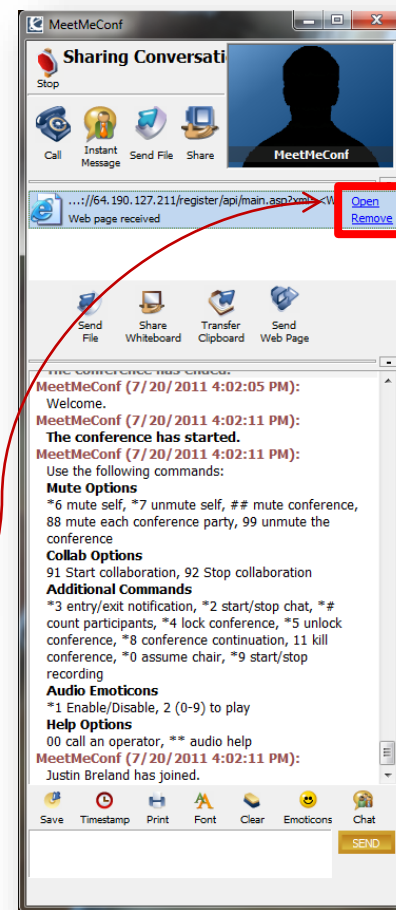 MeetMeConf
Sharing Conversati
Stop
Call
Instant Message
Send File
Share
MeetMeConf
...://64.190.127.211/register/api/main.asp?xml=<W
Open
Web page received
Remove
Send File
Share Whiteboard
Transfer Clipboard
Send Web Page
The conference has ended.
MeetMeConf (7/20/2011 4:02:05 PM):
Welcome.
MeetMeConf (7/20/2011 4:02:11 PM):
The conference has started.
MeetMeConf (7/20/2011 4:02:11 PM):
Use the following commands:
Mute Options
*6 mute self, *7 unmute self, ## mute conference,
88 mute each conference party, 99 unmute the
conference
Collab Options
91 Start collaboration, 92 Stop collaboration
Additional Commands
*3 entry/exit notification, *2 start/stop chat, *#
count participants, *4 lock conference, *5 unlock
conference, *8 conference continuation, 11 kill
conference, *0 assume chair, *9 start/stop
recording
Audio Emoticons
*1 Enable/Disable, 2 (0-9) to play
Help Options
00 call an operator, ** audio help
MeetMeConf (7/20/2011 4:02:11 PM):
Justin Breland has joined.
Save
Timestamp
Print
Font
Clear
Emoticons
Chat
SEND